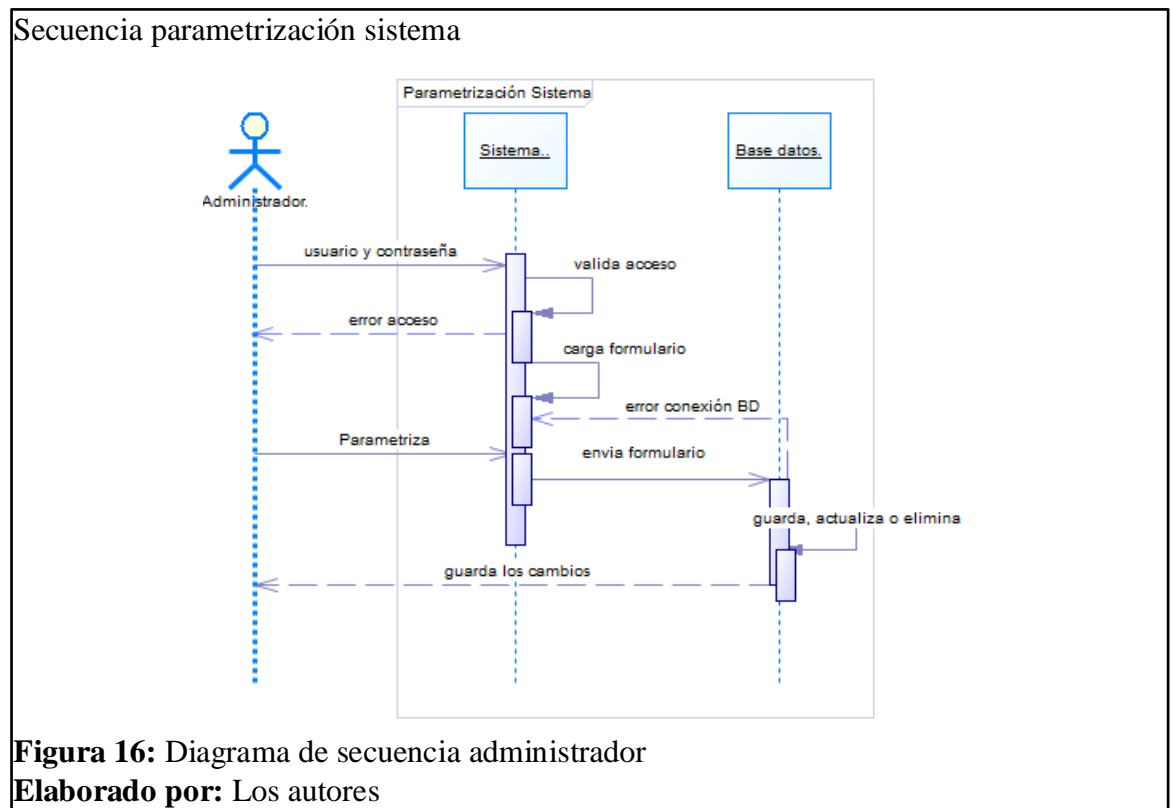 Secuencia parametrización sistema
Parametrización Sistema
Sistema..
Base datos.
Administrador.
usuario y contraseña
valida acceso
error acceso
carga formulario
error conexión BD
Parametriza
envia formulario
guarda, actualiza o elimina
guarda los cambios
Figura 16: Diagrama de secuencia administrador
Elaborado por: Los autores